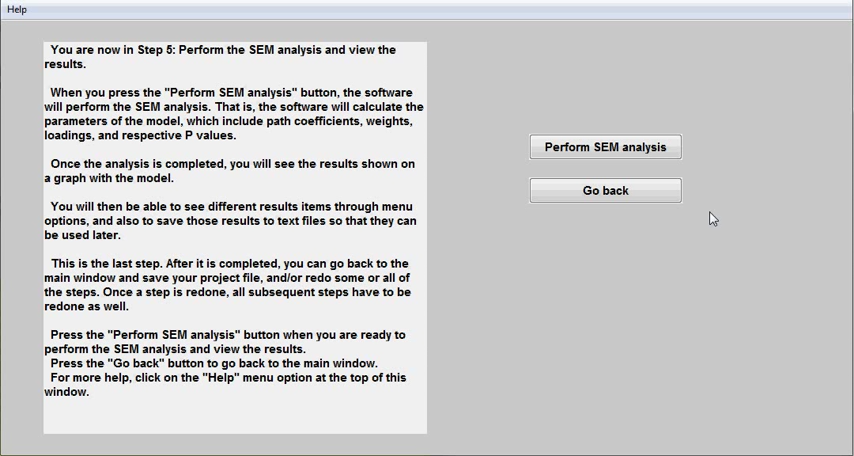 Help
You are now in Step 5: Perform the SEM analysis and view the
results.
When you press the "Perform SEM analysis" button, the software
will perform the SEM analysis. That is, the software will calculate the
parameters of the model, which include path coefficients, weights,
loadings, and respective P values.
Once the analysis is completed, you will see the results shown on
a graph with the model.
You will then be able to see different results items through menu
options, and also to save those results to text files so that they can
be used later.
This is the last step. After it is completed, you can go back to the
main window and save your project file, and/or redo some or all of
the steps. Once a step is redone, all subsequent steps have to be
redone as well.
Press the "Perform SEM analysis" button when you are ready to
perform the SEM analysis and view the results.
Press the "Go back" button to go back to the main window.
For more help, click on the "Help" menu option at the top of this
window.
Perform SEM analysis
Go back